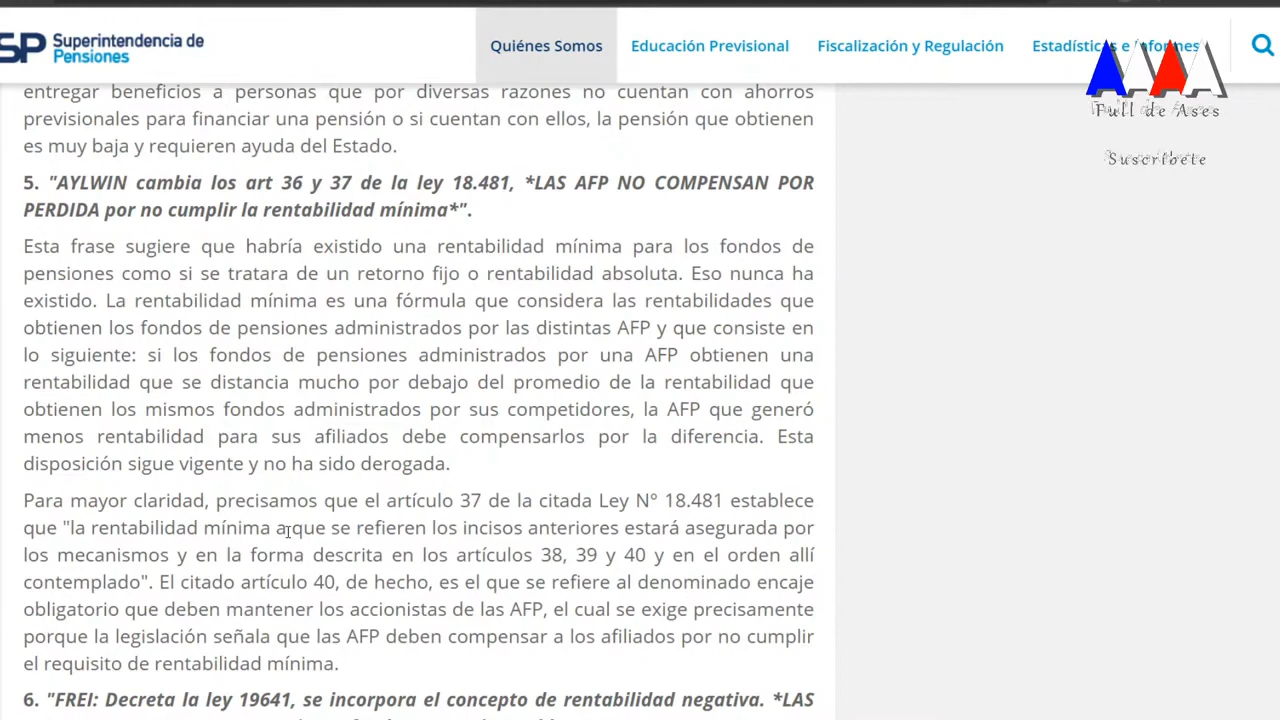 SP Superintendencia de
Pensiones
Quiénes Somos
Educación Previsional
Fiscalización y Regulación
Estadísticas e Informes
Full de Ases
Suscribete
entregar beneficios a personas que por diversas razones no cuentan con ahorros
previsionales para financiar una pensión o si cuentan con ellos, la pensión que obtienen
es muy baja y requieren ayuda del Estado.
5. "AYLWIN cambia los art 36 y 37 de la ley 18.481, *LAS AFP NO COMPENSAN POR
PERDIDA por no cumplir la rentabilidad mínima*".
Esta frase sugiere que habría existido una rentabilidad mínima para los fondos de
pensiones como si se tratara de un retorno fijo o rentabilidad absoluta. Eso nunca ha
existido. La rentabilidad mínima es una fórmula que considera las rentabilidades que
obtienen los fondos de pensiones administrados por las distintas AFP y que consiste en
lo siguiente: si los fondos de pensiones administrados por una AFP obtienen una
rentabilidad que se distancia mucho por debajo del promedio de la rentabilidad que
obtienen los mismos fondos administrados por sus competidores, la AFP que generó
menos rentabilidad para sus afiliados debe compensarlos por la diferencia. Esta
disposición sigue vigente y no ha sido derogada.
Para mayor claridad, precisamos que el artículo 37 de la citada Ley N° 18.481 establece
que "la rentabilidad mínima a que se refieren los incisos anteriores estará asegurada por
los mecanismos y en la forma descrita en los artículos 38, 39 y 40 y en el orden allí
contemplado". El citado artículo 40, de hecho, es el que se refiere al denominado encaje
obligatorio que deben mantener los accionistas de las AFP, el cual se exige precisamente
porque la legislación señala que las AFP deben compensar a los afiliados por no cumplir
el requisito de rentabilidad mínima.
6. "FREI: Decreta la ley 19641, se incorpora el concepto de rentabilidad negativa. *LAS